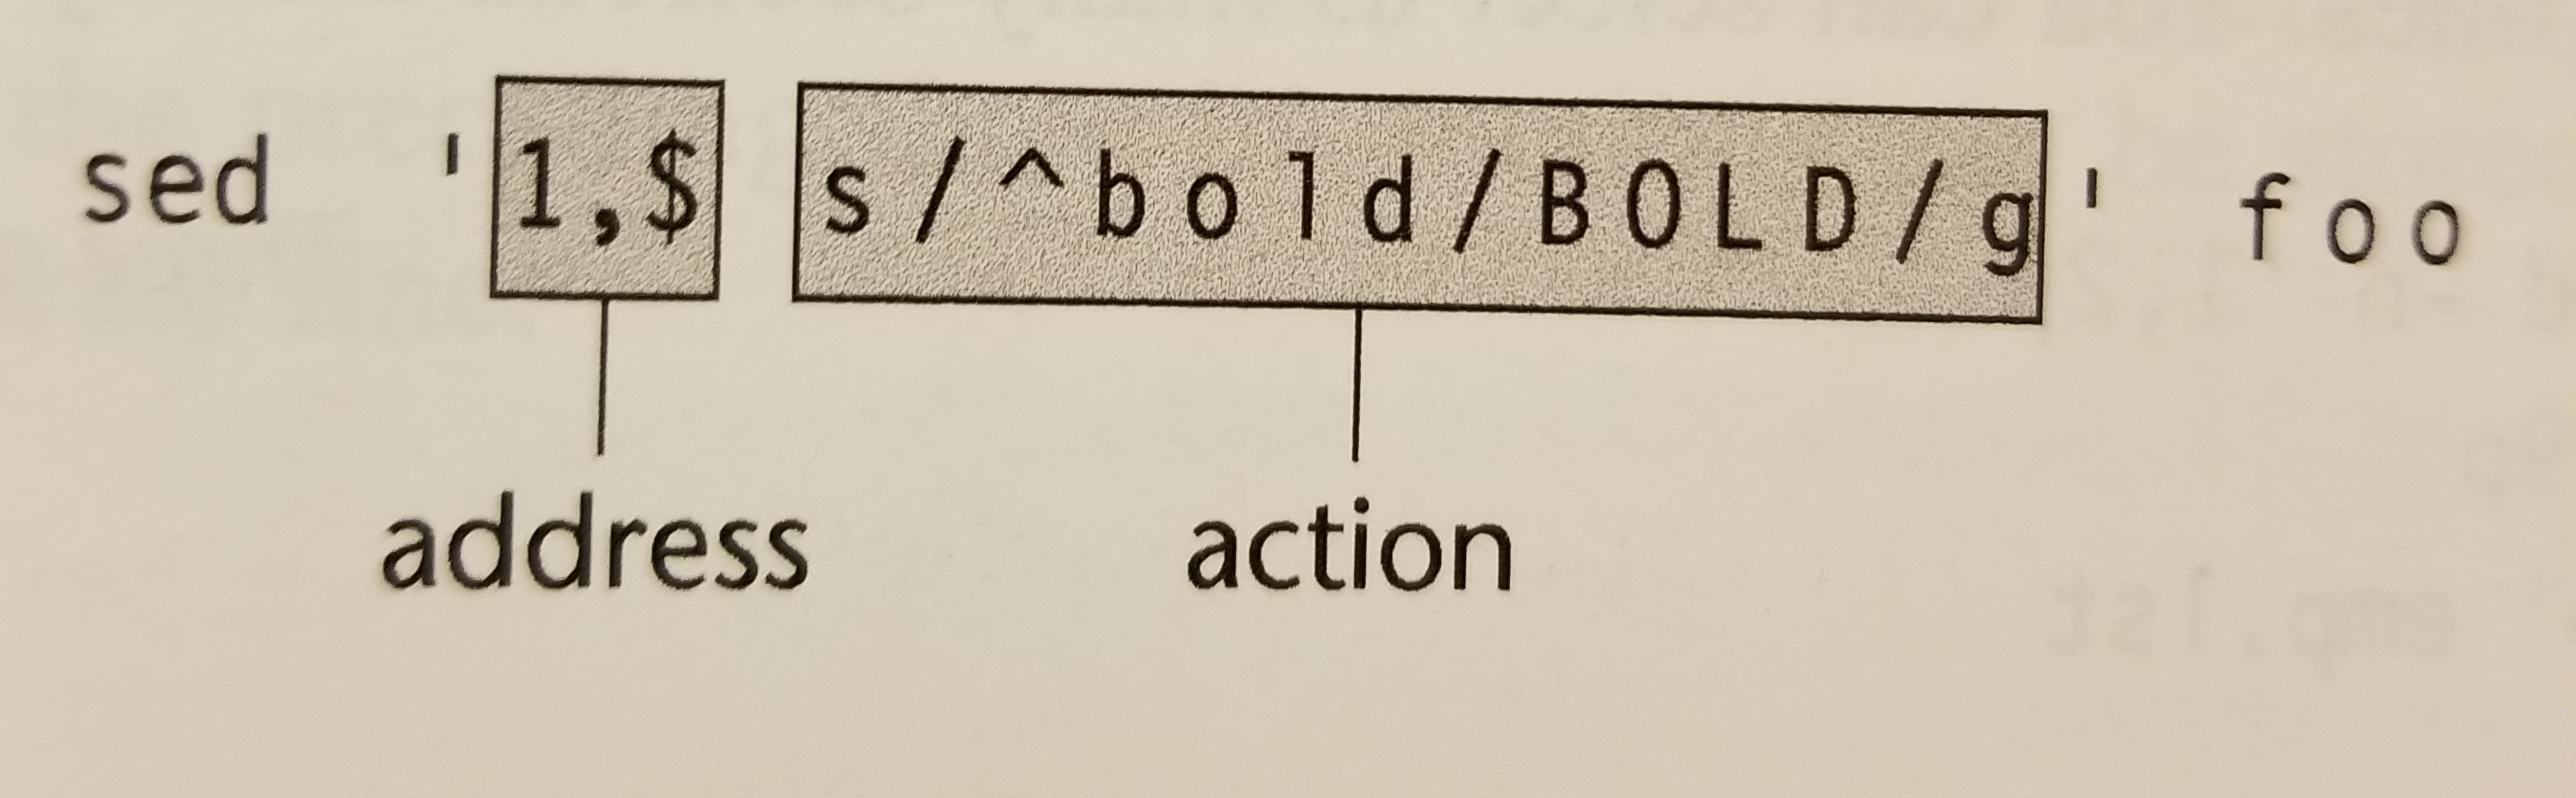 sed '1,$ s/^bold/BOLD/g' foo
address action